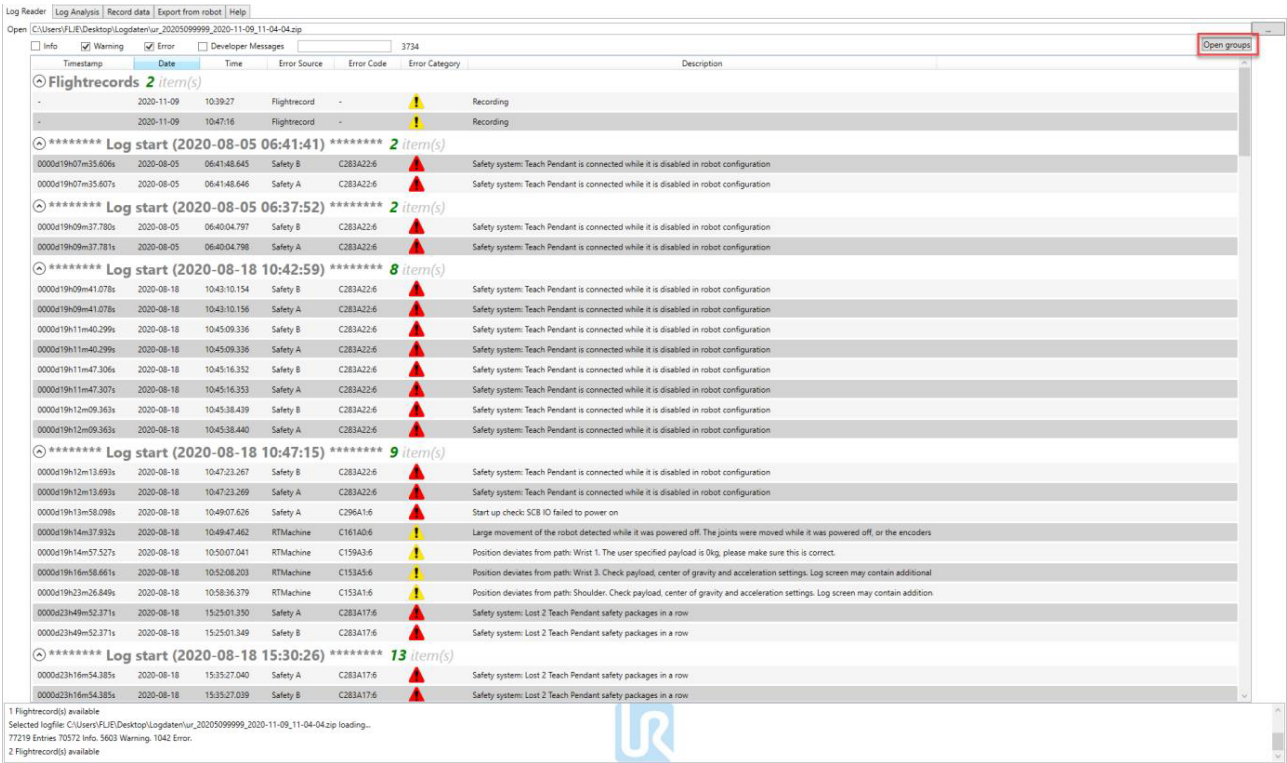 Log Reader Log Analysis Record data Export from robot Help
Open C:\Users\FLJE\Desktop\Logdaten\ur_20205099999_2020-11-09_11-04-04.zip ...
Info Warning Error Developer Messages 3734 Open groups
Timestamp Date Time Error Source Error Code Error Category Description
Flightrecords 2 item(s)
- 2020-11-09 10:39:27 Flightrecord - Recording
- 2020-11-09 10:47:16 Flightrecord - Recording
******** Log start (2020-08-05 06:41:41) ******** 2 item(s)
0000d19h07m35.606s 2020-08-05 06:41:48.645 Safety B C283A22:6 Safety system: Teach Pendant is connected while it is disabled in robot configuration
0000d19h07m35.607s 2020-08-05 06:41:48.646 Safety A C283A22:6 Safety system: Teach Pendant is connected while it is disabled in robot configuration
******** Log start (2020-08-05 06:37:52) ******** 2 item(s)
0000d19h09m37.780s 2020-08-05 06:40:04.797 Safety B C283A22:6 Safety system: Teach Pendant is connected while it is disabled in robot configuration
0000d19h09m37.781s 2020-08-05 06:40:04.798 Safety A C283A22:6 Safety system: Teach Pendant is connected while it is disabled in robot configuration
******** Log start (2020-08-18 10:42:59) ******** 8 item(s)
0000d19h09m41.078s 2020-08-18 10:43:10.154 Safety B C283A22:6 Safety system: Teach Pendant is connected while it is disabled in robot configuration
0000d19h09m41.078s 2020-08-18 10:43:10.156 Safety A C283A22:6 Safety system: Teach Pendant is connected while it is disabled in robot configuration
0000d19h11m40.299s 2020-08-18 10:45:09.336 Safety B C283A22:6 Safety system: Teach Pendant is connected while it is disabled in robot configuration
0000d19h11m40.299s 2020-08-18 10:45:09.336 Safety A C283A22:6 Safety system: Teach Pendant is connected while it is disabled in robot configuration
0000d19h11m47.306s 2020-08-18 10:45:16.352 Safety B C283A22:6 Safety system: Teach Pendant is connected while it is disabled in robot configuration
0000d19h11m47.307s 2020-08-18 10:45:16.353 Safety A C283A22:6 Safety system: Teach Pendant is connected while it is disabled in robot configuration
0000d19h12m09.363s 2020-08-18 10:45:38.439 Safety B C283A22:6 Safety system: Teach Pendant is connected while it is disabled in robot configuration
0000d19h12m09.363s 2020-08-18 10:45:38.440 Safety A C283A22:6 Safety system: Teach Pendant is connected while it is disabled in robot configuration
******** Log start (2020-08-18 10:47:15) ******** 9 item(s)
0000d19h12m13.693s 2020-08-18 10:47:23.267 Safety B C283A22:6 Safety system: Teach Pendant is connected while it is disabled in robot configuration
0000d19h12m13.693s 2020-08-18 10:47:23.269 Safety A C283A22:6 Safety system: Teach Pendant is connected while it is disabled in robot configuration
0000d19h13m58.098s 2020-08-18 10:49:07.626 Safety A C296A1:6 Start up check: SCB IO failed to power on
0000d19h14m37.932s 2020-08-18 10:49:47.462 RTMachine C161A0:6 Large movement of the robot detected while it was powered off. The joints were moved while it was powered off, or the encoders
0000d19h14m57.527s 2020-08-18 10:50:07.041 RTMachine C159A3:6 Position deviates from path: Wrist 1. The user specified payload is 0kg, please make sure this is correct.
0000d19h16m58.661s 2020-08-18 10:52:08.203 RTMachine C153A5:6 Position deviates from path: Wrist 3. Check payload, center of gravity and acceleration settings. Log screen may contain additional
0000d19h23m26.849s 2020-08-18 10:58:36.379 RTMachine C153A1:6 Position deviates from path: Shoulder. Check payload, center of gravity and acceleration settings. Log screen may contain addition
0000d23h49m52.371s 2020-08-18 15:25:01.350 Safety A C283A17:6 Safety system: Lost 2 Teach Pendant safety packages in a row
0000d23h49m52.371s 2020-08-18 15:25:01.349 Safety B C283A17:6 Safety system: Lost 2 Teach Pendant safety packages in a row
******** Log start (2020-08-18 15:30:26) ******** 13 item(s)
0000d23h16m54.385s 2020-08-18 15:35:27.040 Safety A C283A17:6 Safety system: Lost 2 Teach Pendant safety packages in a row
0000d23h16m54.385s 2020-08-18 15:35:27.039 Safety B C283A17:6 Safety system: Lost 2 Teach Pendant safety packages in a row
1 Flightrecord(s) available
Selected logfile: C:\Users\FLJE\Desktop\Logdaten\ur_20205099999_2020-11-09_11-04-04.zip loading...
77219 Entries 70572 Info. 5603 Warning. 1042 Error.
2 Flightrecord(s) available
UR